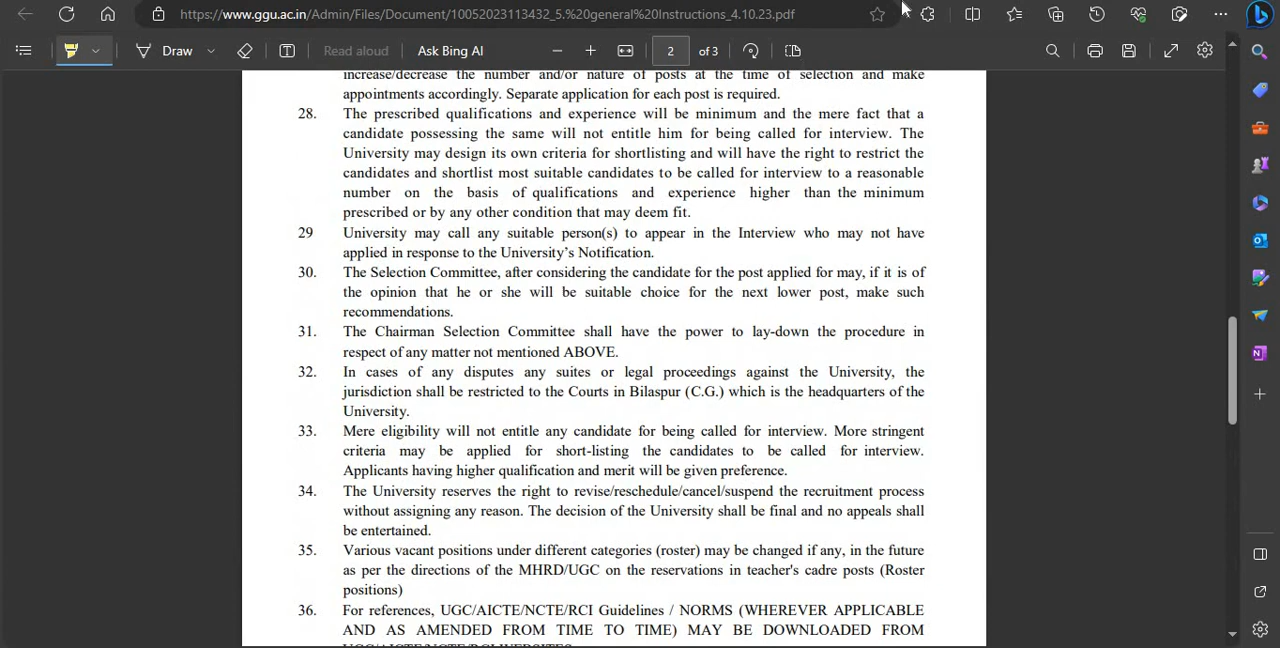 https://www.ggu.ac.in/Admin/Files/Document/10052023113432_5.%20general%20Instructions_4.10.23.pdf
Draw
Read aloud
Ask Bing AI
2 of 3
increase/decrease the number and/or nature of posts at the time of selection and make
appointments accordingly. Separate application for each post is required.
28. The prescribed qualifications and experience will be minimum and the mere fact that a
candidate possessing the same will not entitle him for being called for interview. The
University may design its own criteria for shortlisting and will have the right to restrict the
candidates and shortlist most suitable candidates to be called for interview to a reasonable
number on the basis of qualifications and experience higher than the minimum
prescribed or by any other condition that may deem fit.
29 University may call any suitable person(s) to appear in the Interview who may not have
applied in response to the University's Notification.
30. The Selection Committee, after considering the candidate for the post applied for may, if it is of
the opinion that he or she will be suitable choice for the next lower post, make such
recommendations.
31. The Chairman Selection Committee shall have the power to lay-down the procedure in
respect of any matter not mentioned ABOVE.
32. In cases of any disputes any suites or legal proceedings against the University, the
jurisdiction shall be restricted to the Courts in Bilaspur (C.G.) which is the headquarters of the
University.
33. Mere eligibility will not entitle any candidate for being called for interview. More stringent
criteria may be applied for short-listing the candidates to be called for interview.
Applicants having higher qualification and merit will be given preference.
34. The University reserves the right to revise/reschedule/cancel/suspend the recruitment process
without assigning any reason. The decision of the University shall be final and no appeals shall
be entertained.
35. Various vacant positions under different categories (roster) may be changed if any, in the future
as per the directions of the MHRD/UGC on the reservations in teacher's cadre posts (Roster
positions)
36. For references, UGC/AICTE/NCTE/RCI Guidelines / NORMS (WHEREVER APPLICABLE
AND AS AMENDED FROM TIME TO TIME) MAY BE DOWNLOADED FROM